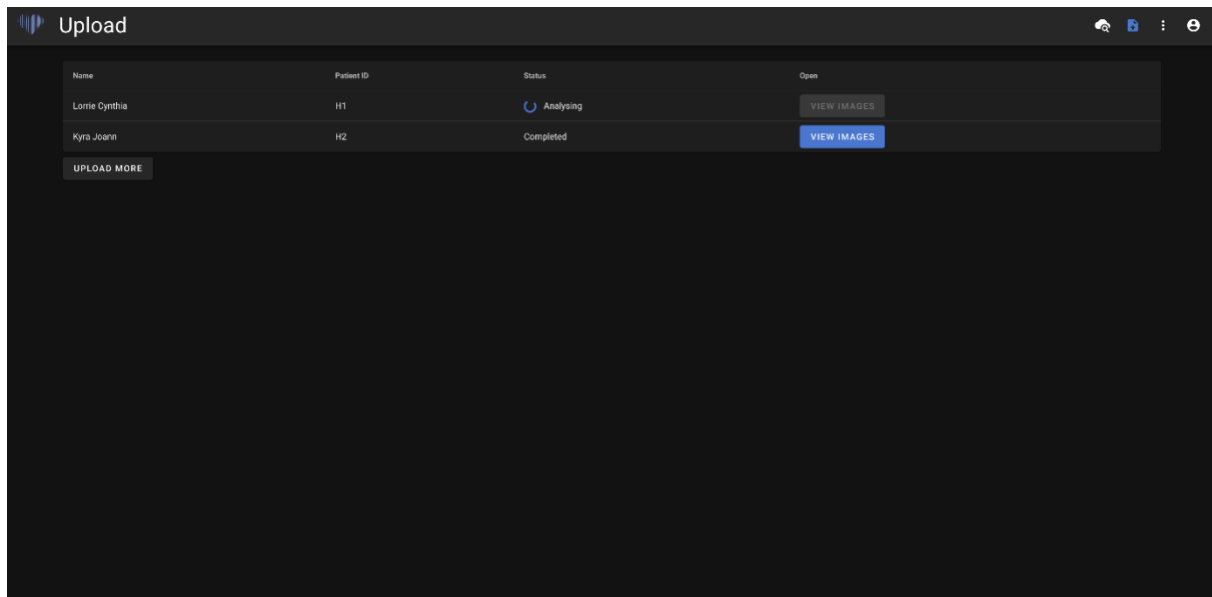 Upload
Name Patient ID Status Open
Lorrie Cynthia H1 Analysing VIEW IMAGES
Kyra Joann H2 Completed VIEW IMAGES
UPLOAD MORE